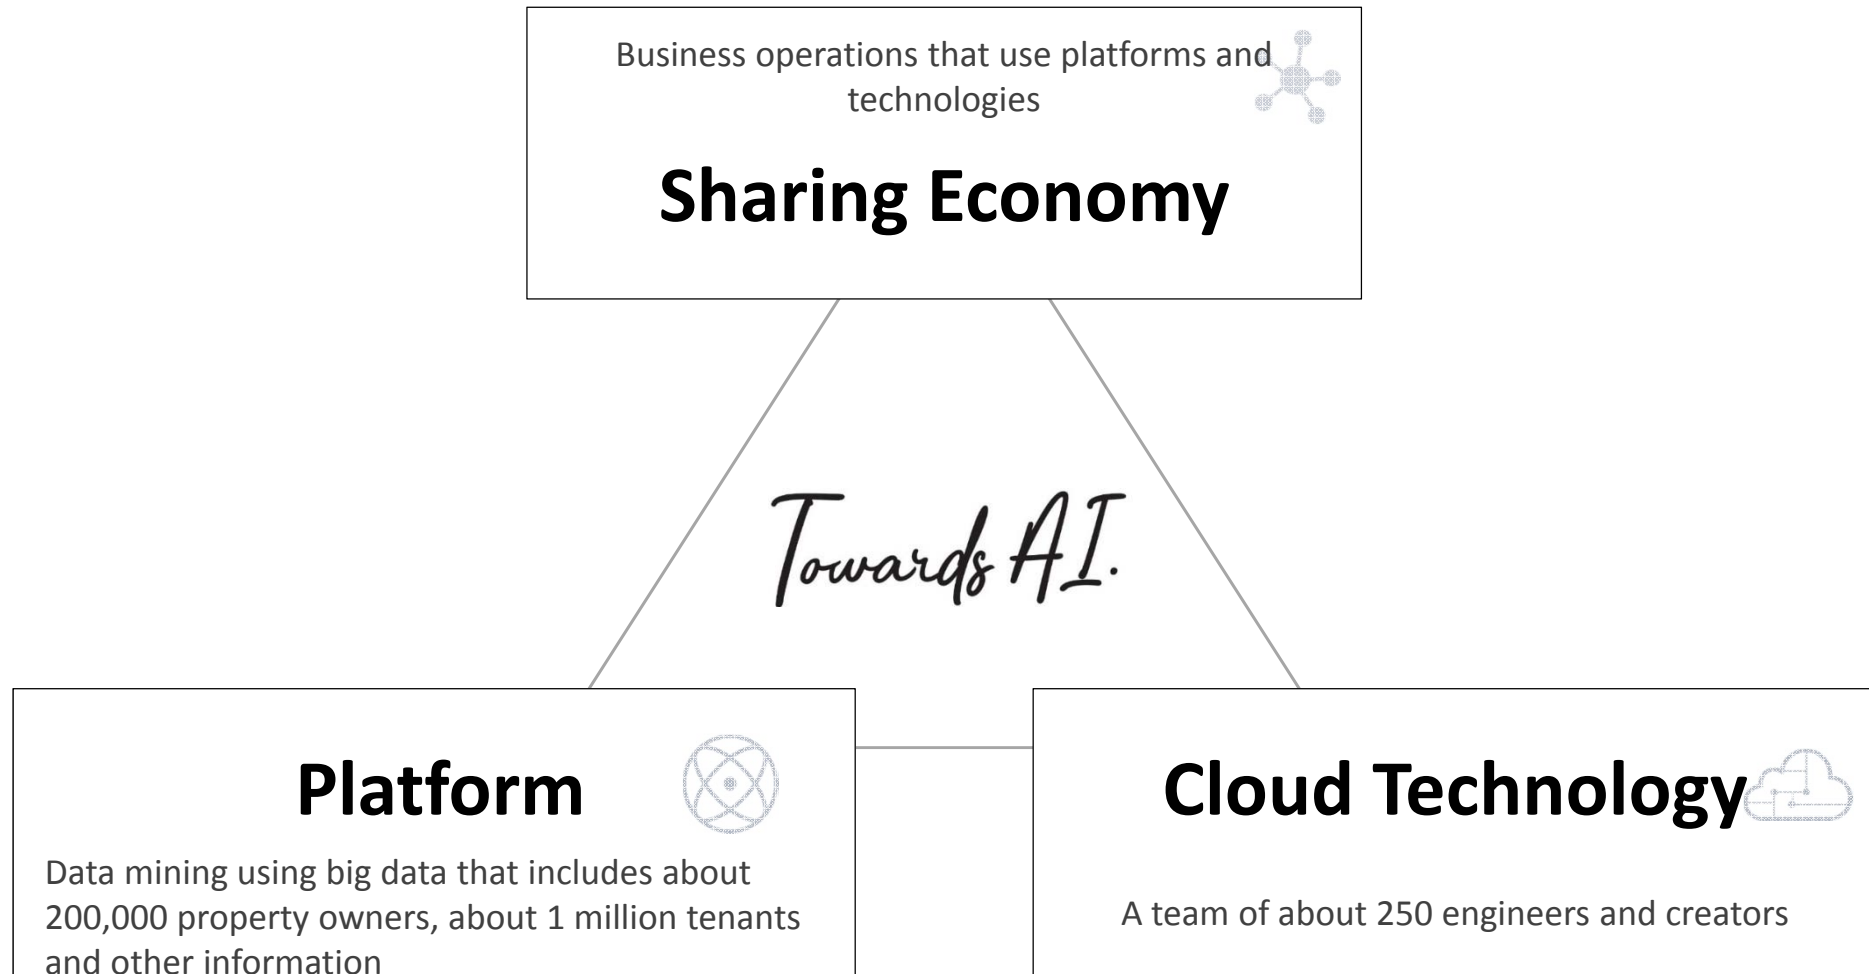 Business operations that use platforms and
technologies
Sharing Economy
Towards AI.
Platform
Data mining using big data that includes about
200,000 property owners, about 1 million tenants
and other information
Cloud Technology
A team of about 250 engineers and creators